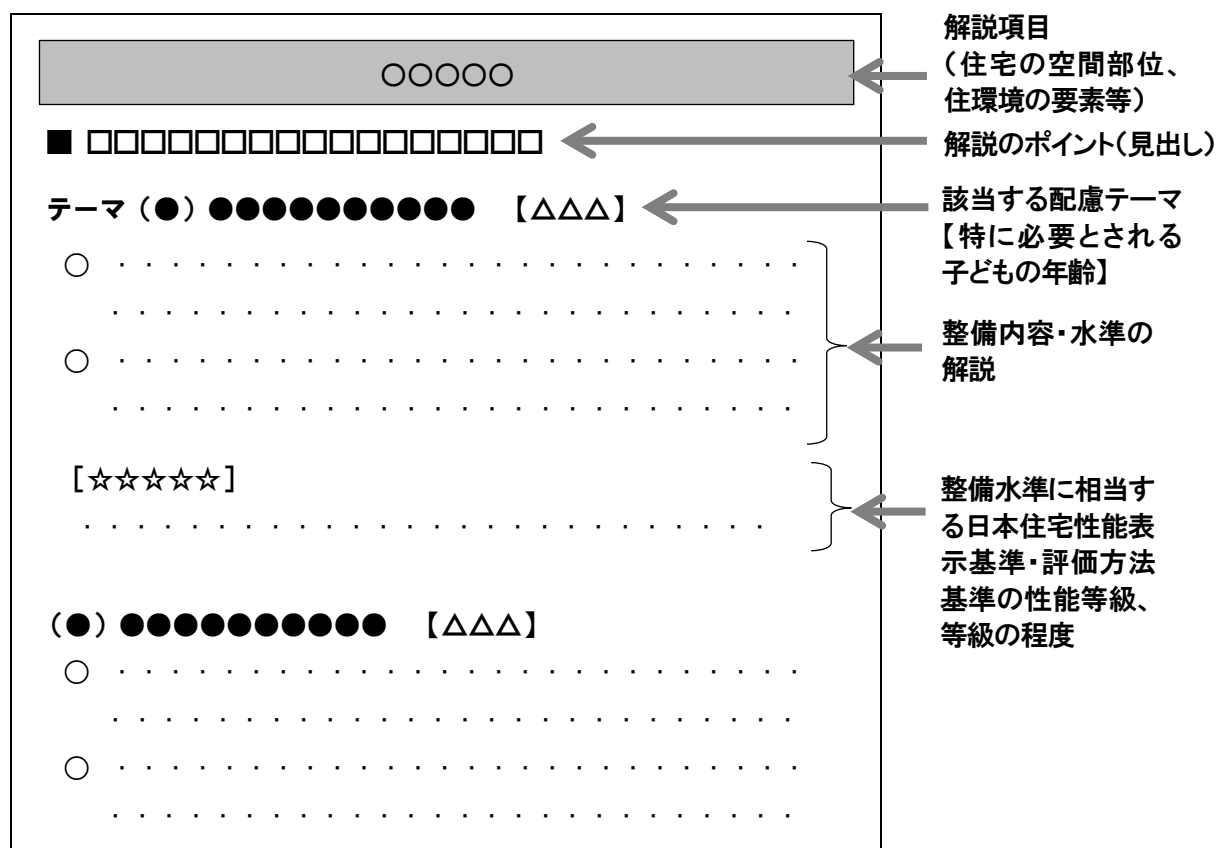 ○○○○○
■ □□□□□□□□□□□□□□□□□
テーマ（●）●●●●●●●●●● 【△△△】
○ ・・・・・・・・・・・・・・・・・・・・・・・・・・
・・・・・・・・・・・・・・・・・・・・・・・・・・
○ ・・・・・・・・・・・・・・・・・・・・・・・・・・
・・・・・・・・・・・・・・・・・・・・・・・・・・
［☆☆☆☆☆］
・・・・・・・・・・・・・・・・・・・・・・・・・・
（●）●●●●●●●●●● 【△△△】
○ ・・・・・・・・・・・・・・・・・・・・・・・・・・
・・・・・・・・・・・・・・・・・・・・・・・・・・
○ ・・・・・・・・・・・・・・・・・・・・・・・・・・
・・・・・・・・・・・・・・・・・・・・・・・・・・
解説項目
（住宅の空間部位、
住環境の要素等）
解説のポイント（見出し）
該当する配慮テーマ
【特に必要とされる
子どもの年齢】
整備内容・水準の
解説
整備水準に相当す
る日本住宅性能表
示基準・評価方法
基準の性能等級、
等級の程度